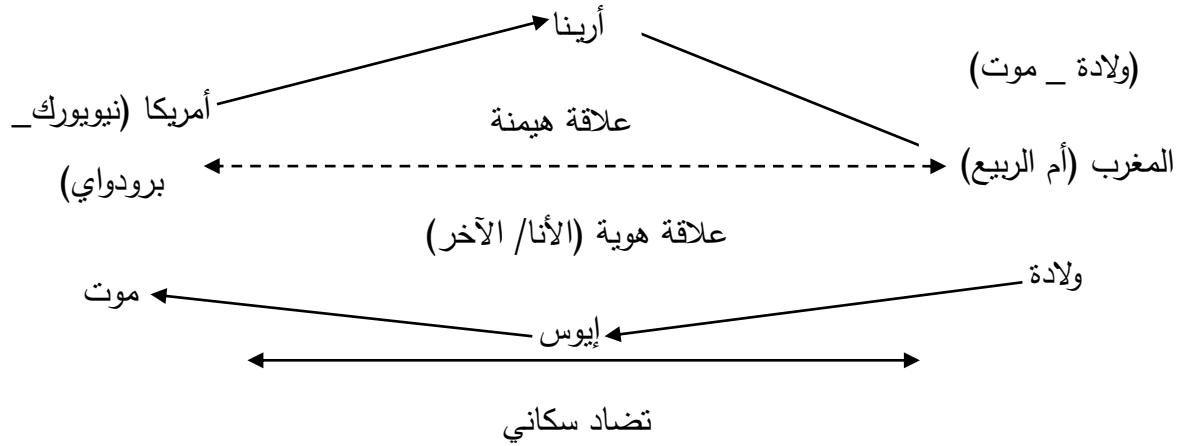 أرينا
(ولادة _ موت)
أمريكا (نيويورك_
علاقة هيمنة
المغرب (أم الربيع)
برودواي)
علاقة هوية (الأنا/ الآخر)
ولادة
موت
إيوس
تضاد سكاني